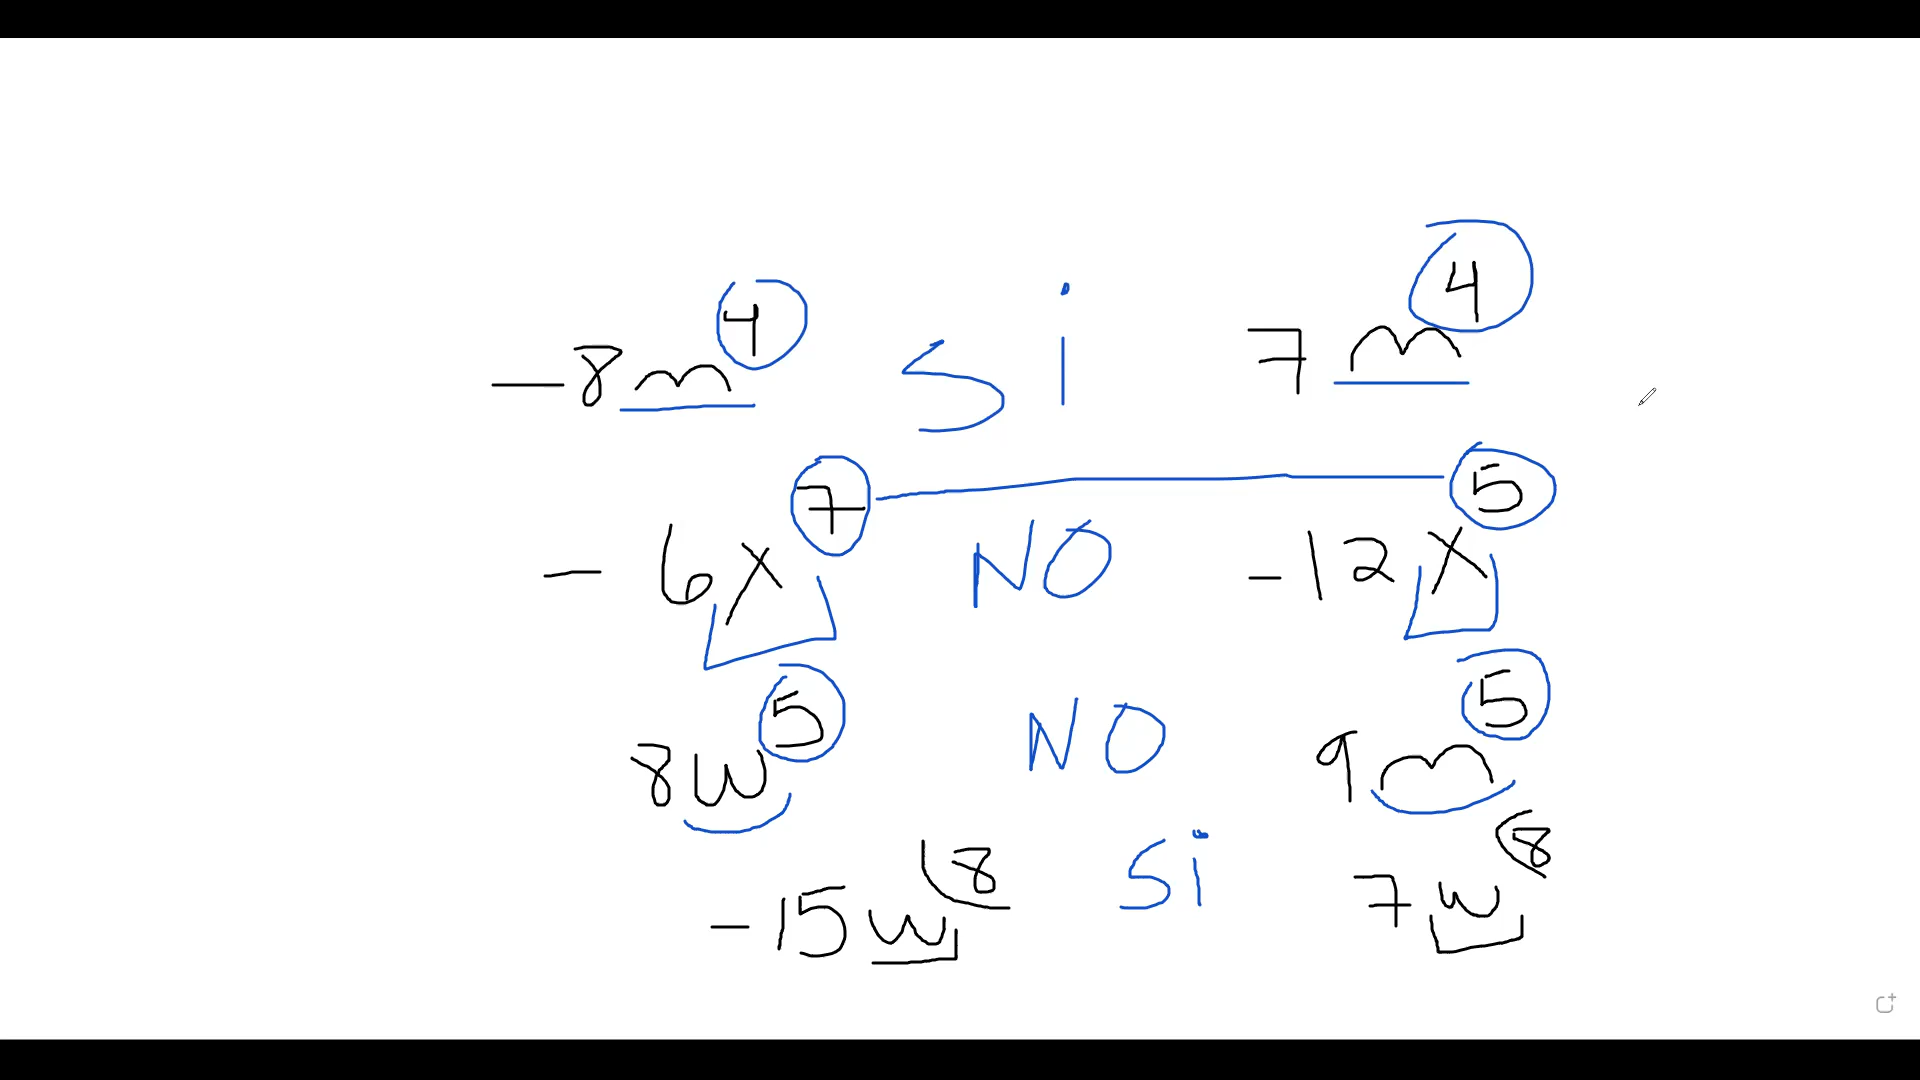 -8m⁴ Si 7m⁴
-6x⁷ NO -12x⁵
8w⁵ NO 9m⁵
-15w⁸ Si 7w⁸